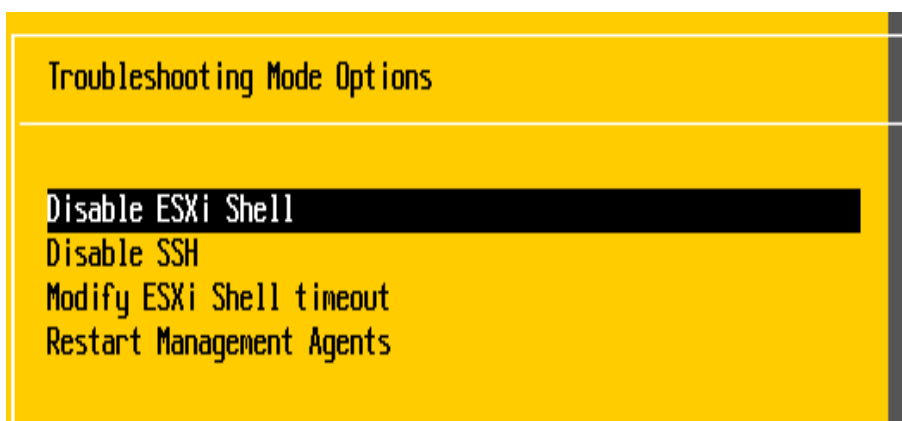 Troubleshooting Mode Options
Disable ESXi Shell
Disable SSH
Modify ESXi Shell timeout
Restart Management Agents